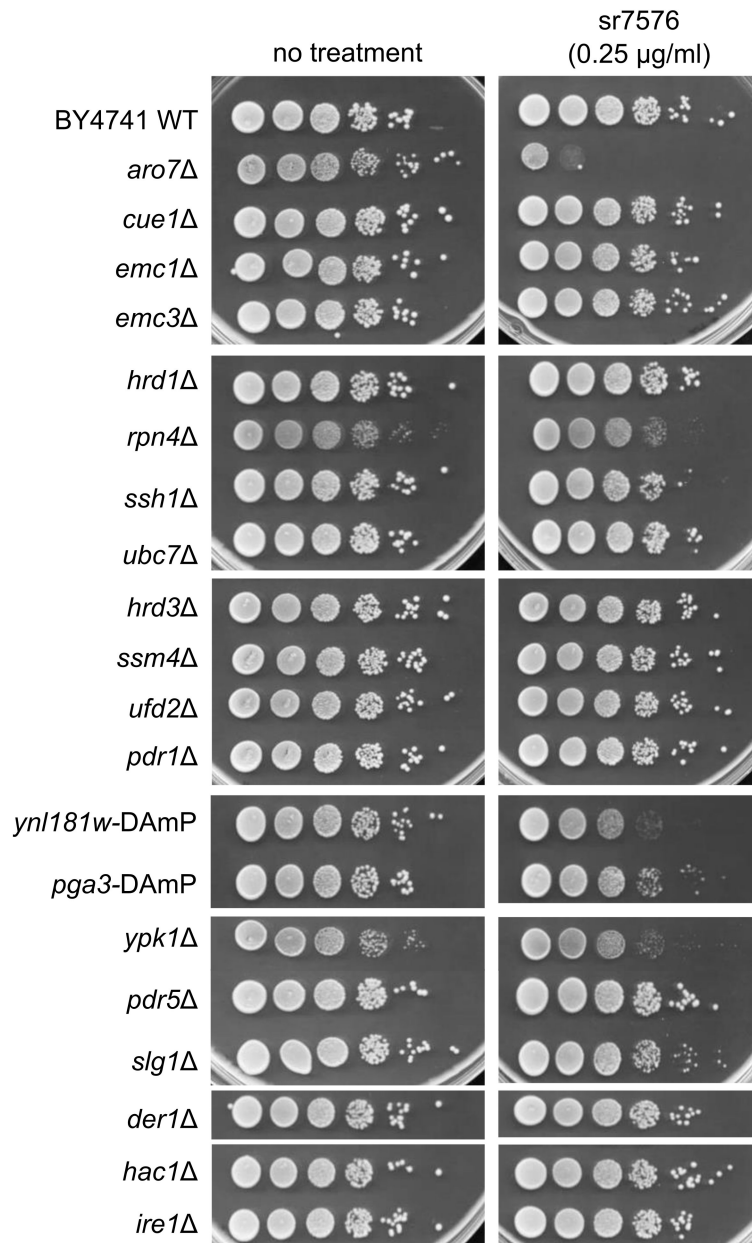 no treatment
sr7576
(0.25 µg/ml)
BY4741 WT
aro7Δ
cue1Δ
emc1Δ
emc3Δ
hrd1Δ
rpn4Δ
ssh1Δ
ubc7Δ
hrd3Δ
ssm4Δ
ufd2Δ
pdr1Δ
ynl181w-DAmP
pga3-DAmP
ypk1Δ
pdr5Δ
slg1Δ
der1Δ
hac1Δ
ire1Δ